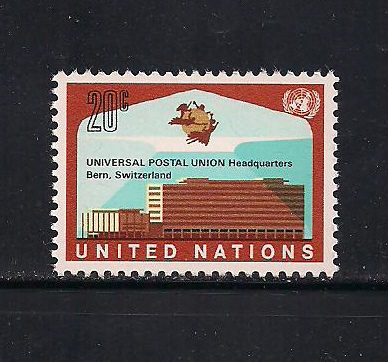 20c
UNIVERSAL POSTAL UNION Headquarters
Bern, Switzerland
UNITED NATIONS